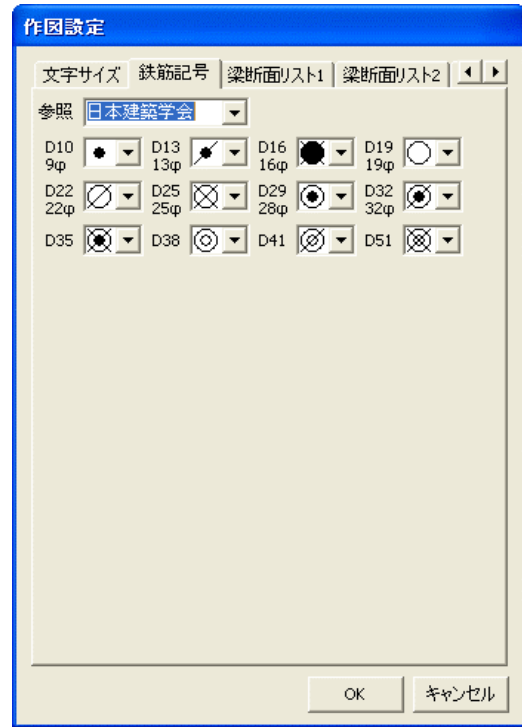 作図設定
文字サイズ 鉄筋記号 梁断面リスト1 梁断面リスト2
参照 日本建築学会
D10 D13 D16 D19
9φ 13φ 16φ 19φ
D22 D25 D29 D32
22φ 25φ 28φ 32φ
D35 D38 D41 D51
OK キャンセル